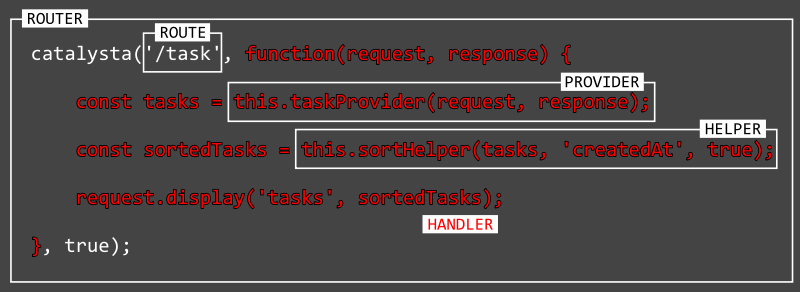 ROUTER
ROUTE
catalysta('/task', function(request, response) {
PROVIDER
const tasks = this.taskProvider(request, response);
HELPER
const sortedTasks = this.sortHelper(tasks, 'createdAt', true);
request.display('tasks', sortedTasks);
HANDLER
}, true);